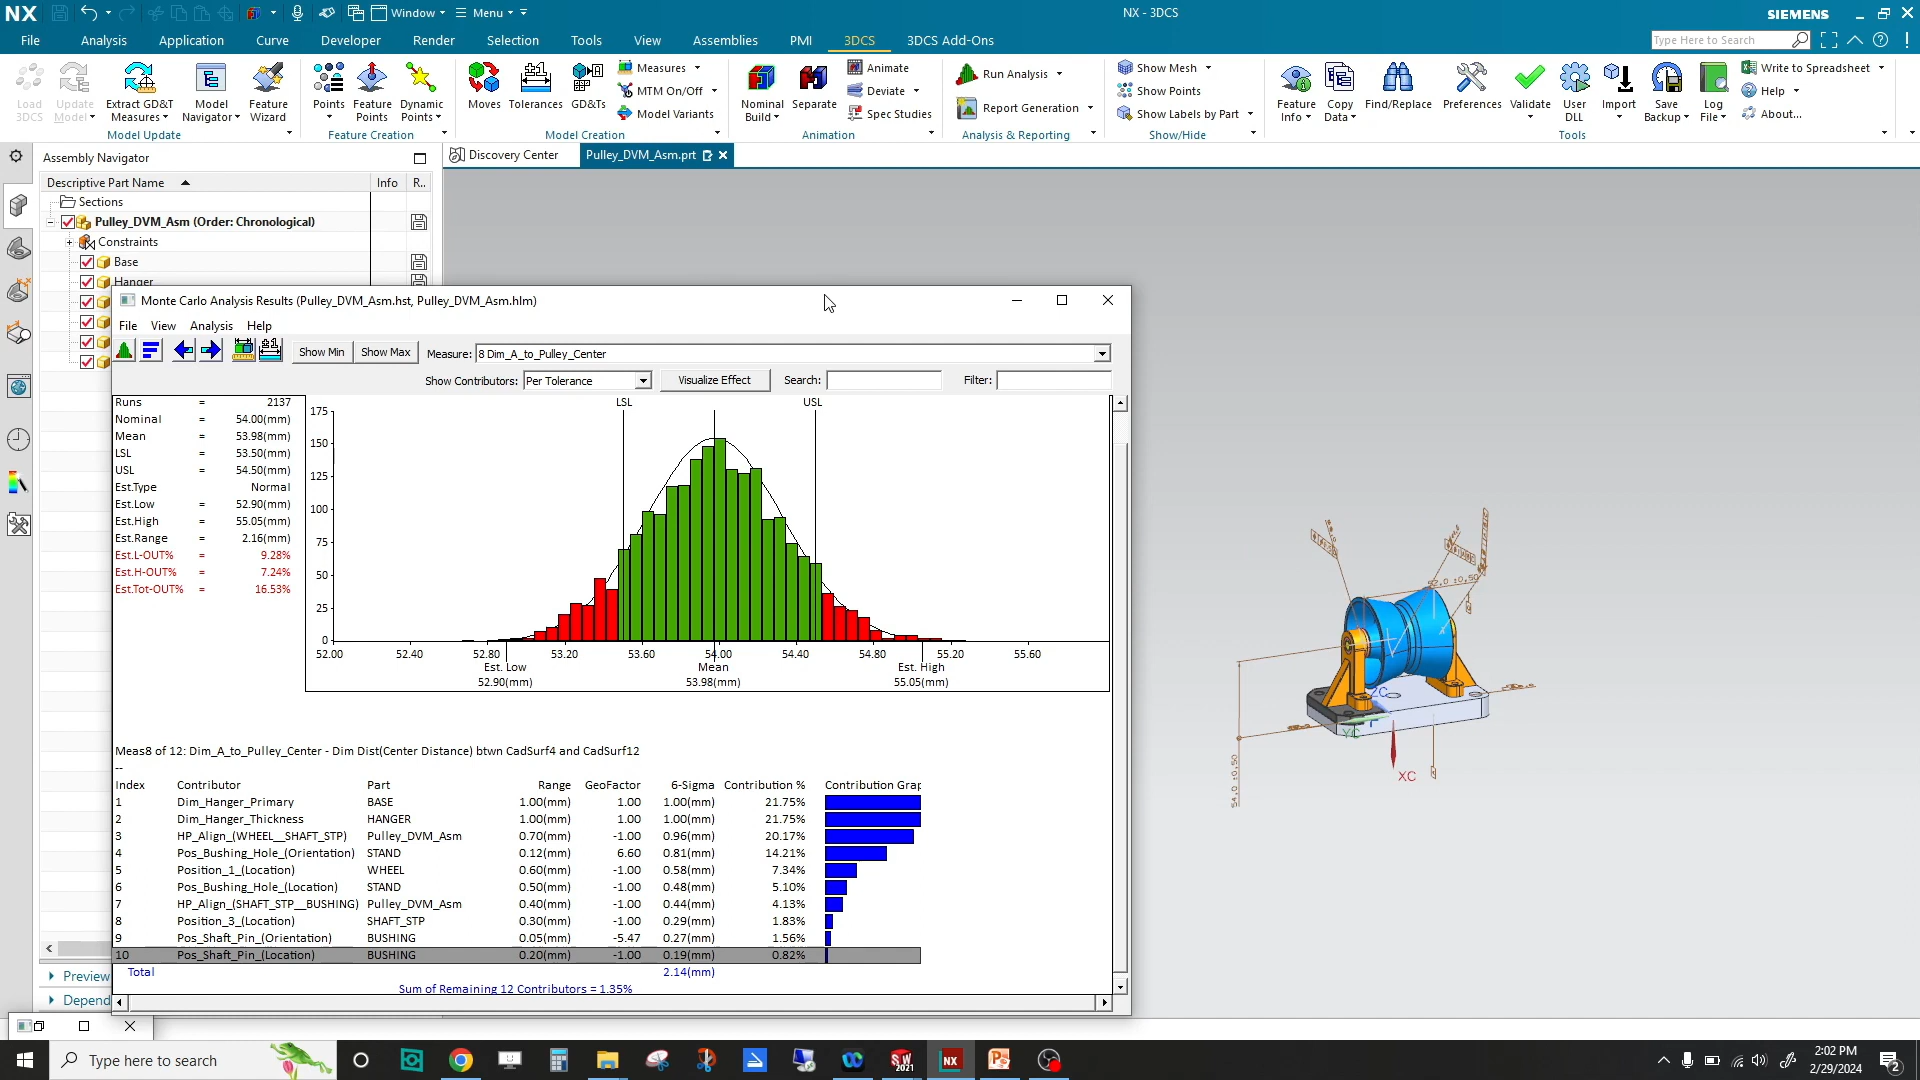 NX
Window
Menu
NX - 3DCS
SIEMENS
File
Analysis
Application
Curve
Developer
Render
Selection
Tools
View
Assemblies
PMI
3DCS
3DCS Add-Ons
Type Here to Search
Load 3DCS
Update Model
Extract GD&T Measures
Model Navigator
Feature Wizard
Model Update
Points
Feature Points
Dynamic Points
Feature Creation
Moves
Tolerances
GD&Ts
Measures
MTM On/Off
Model Variants
Model Creation
Nominal Build
Separate
Animate
Deviate
Spec Studies
Animation
Run Analysis
Report Generation
Analysis & Reporting
Show Mesh
Show Points
Show Labels by Part
Show/Hide
Feature Info
Copy Data
Find/Replace
Preferences
Validate
User DLL
Import
Save Backup
Log File
Write to Spreadsheet
Help
About...
Tools
Assembly Navigator
Discovery Center
Pulley_DVM_Asm.prt
Descriptive Part Name
Info
R..
Sections
Pulley_DVM_Asm (Order: Chronological)
Constraints
Base
Hanger
Monte Carlo Analysis Results (Pulley_DVM_Asm.hst, Pulley_DVM_Asm.hlm)
File View Analysis Help
Show Min
Show Max
Measure:
8 Dim_A_to_Pulley_Center
Show Contributors:
Per Tolerance
Visualize Effect
Search:
Filter:
Runs = 2137
Nominal = 54.00(mm)
Mean = 53.98(mm)
LSL = 53.50(mm)
USL = 54.50(mm)
Est.Type Normal
Est.Low = 52.90(mm)
Est.High = 55.05(mm)
Est.Range = 2.16(mm)
Est.L-OUT% = 9.28%
Est.H-OUT% = 7.24%
Est.Tot-OUT% = 16.53%
LSL
USL
175
150
125
100
75
50
25
0
52.00 52.40 52.80 53.20 53.60 54.00 54.40 54.80 55.20 55.60
Est. Low
52.90(mm)
Mean
53.98(mm)
Est. High
55.05(mm)
Meas8 of 12: Dim_A_to_Pulley_Center - Dim Dist(Center Distance) btwn CadSurf4 and CadSurf12
--
Index Contributor Part Range GeoFactor 6-Sigma Contribution % Contribution Grap
1 Dim_Hanger_Primary BASE 1.00(mm) 1.00 1.00(mm) 21.75%
2 Dim_Hanger_Thickness HANGER 1.00(mm) 1.00 1.00(mm) 21.75%
3 HP_Align_(WHEEL__SHAFT_STP) Pulley_DVM_Asm 0.70(mm) -1.00 0.96(mm) 20.17%
4 Pos_Bushing_Hole_(Orientation) STAND 0.12(mm) 6.60 0.81(mm) 14.21%
5 Position_1_(Location) WHEEL 0.60(mm) -1.00 0.58(mm) 7.34%
6 Pos_Bushing_Hole_(Location) STAND 0.50(mm) -1.00 0.48(mm) 5.10%
7 HP_Align_(SHAFT_STP__BUSHING) Pulley_DVM_Asm 0.40(mm) -1.00 0.44(mm) 4.13%
8 Position_3_(Location) SHAFT_STP 0.30(mm) -1.00 0.29(mm) 1.83%
9 Pos_Shaft_Pin_(Orientation) BUSHING 0.05(mm) -5.47 0.27(mm) 1.56%
10 Pos_Shaft_Pin_(Location) BUSHING 0.20(mm) -1.00 0.19(mm) 0.82%
Total 2.14(mm)
Sum of Remaining 12 Contributors = 1.35%
Preview
Depend
54,0 ±0,50
ZC
YC
XC
Type here to search
SW 2021
NX
2:02 PM
2/29/2024
2